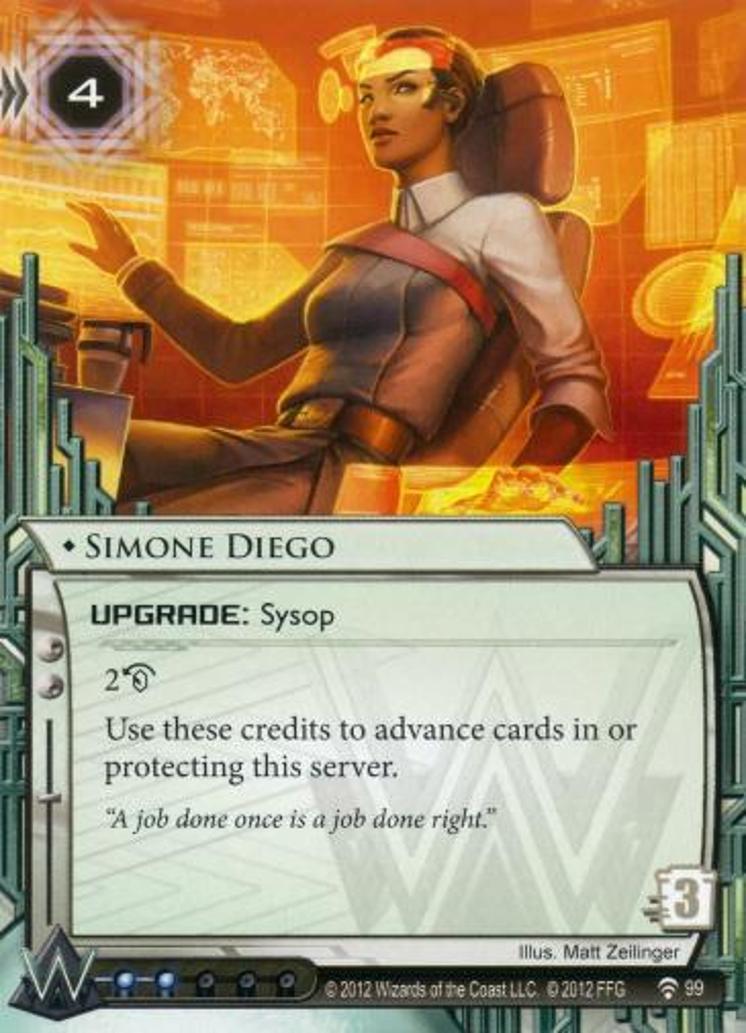 4
♦ SIMONE DIEGO
UPGRADE: Sysop
2
Use these credits to advance cards in or
protecting this server.
“A job done once is a job done right.”
3
Illus. Matt Zeilinger
W
© 2012 Wizards of the Coast LLC. © 2012 FFG 99